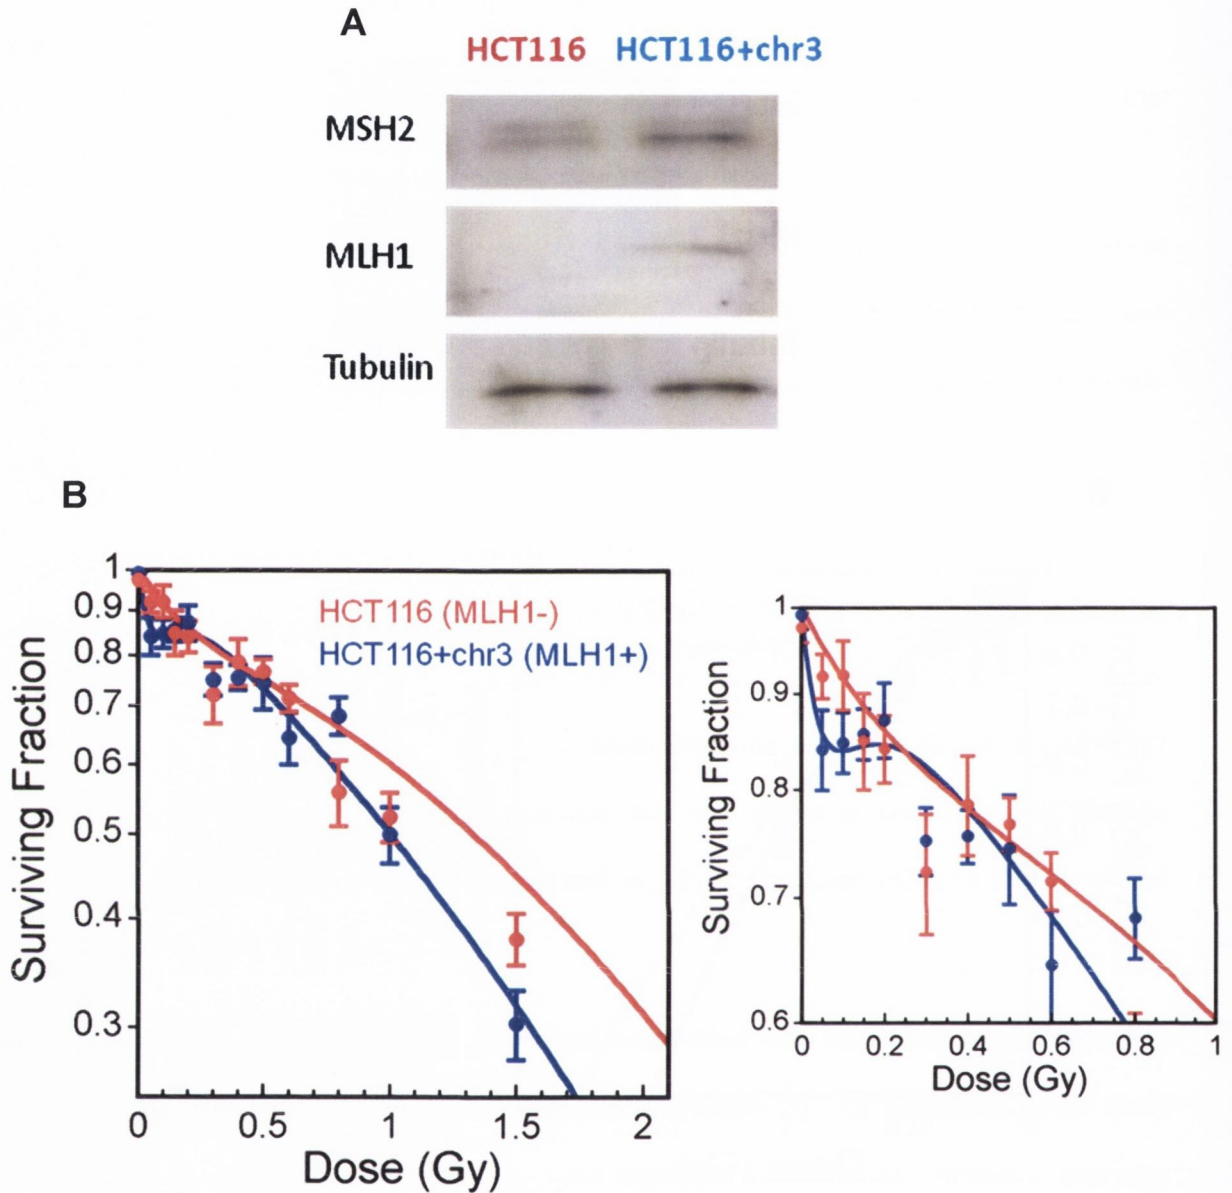 A
HCT116 HCT116+chr3
MSH2
MLH1
Tubulin
B
HCT116 (MLH1-)
HCT116+chr3 (MLH1+)
Surviving Fraction
1
0.9
0.8
0.7
0.6
0.5
0.4
0.3
0 0.5 1 1.5 2
Dose (Gy)
Surviving Fraction
1
0.9
0.8
0.7
0.6
0 0.2 0.4 0.6 0.8 1
Dose (Gy)